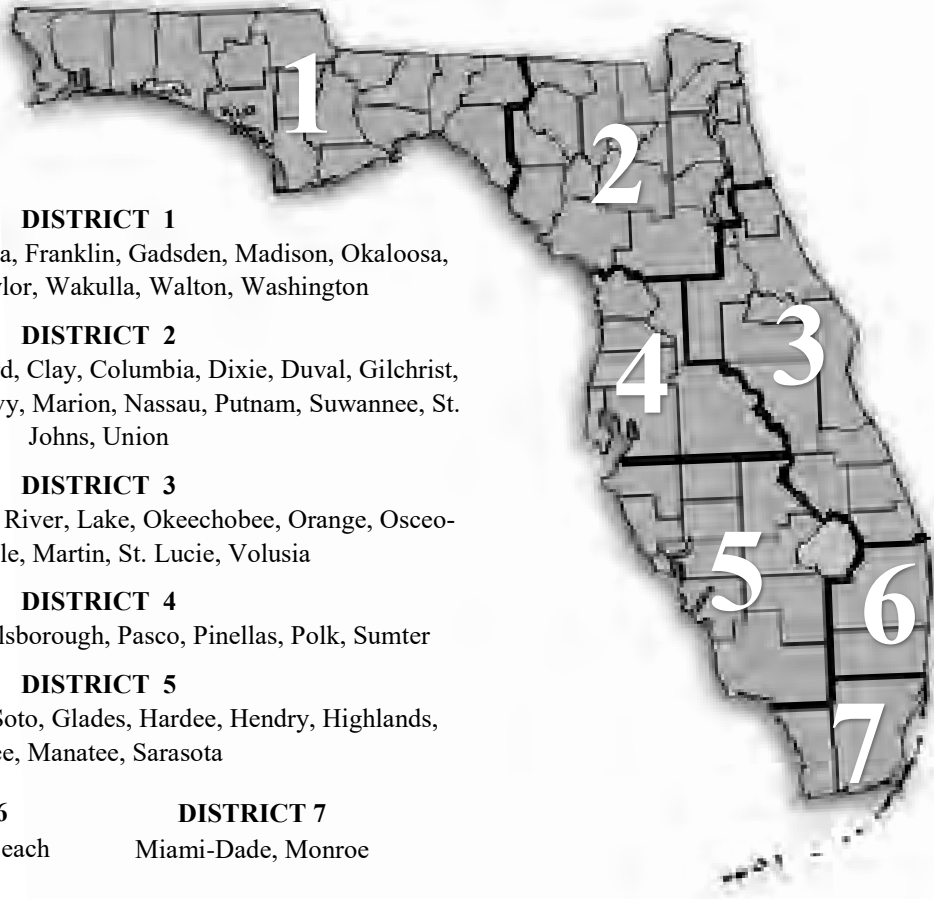 1
2
3
4
5
6
7
DISTRICT 1
a, Franklin, Gadsden, Madison, Okaloosa,
ylor, Wakulla, Walton, Washington
DISTRICT 2
d, Clay, Columbia, Dixie, Duval, Gilchrist,
vy, Marion, Nassau, Putnam, Suwannee, St.
Johns, Union
DISTRICT 3
River, Lake, Okeechobee, Orange, Osceo-
le, Martin, St. Lucie, Volusia
DISTRICT 4
lsborough, Pasco, Pinellas, Polk, Sumter
DISTRICT 5
Soto, Glades, Hardee, Hendry, Highlands,
ee, Manatee, Sarasota
6
each
DISTRICT 7
Miami-Dade, Monroe